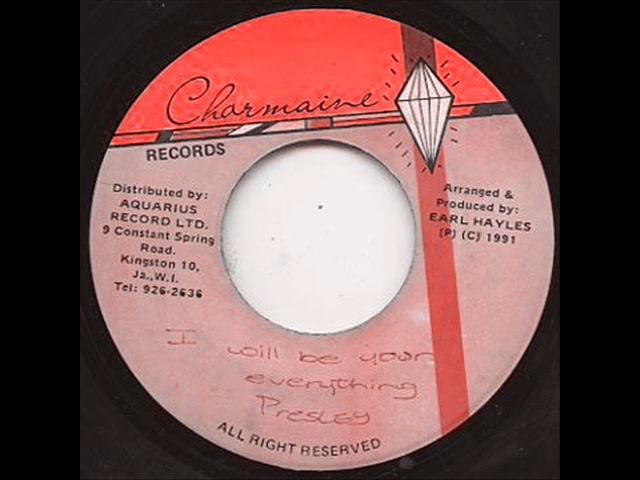 Charmaine
RECORDS
Distributed by:
AQUARIUS
RECORD LTD.
9 Constant Spring
Road.
Kingston 10,
Ja.,W.I.
Tel: 926-2636
Arranged &
Produced by:
EARL HAYLES
(P) (C) 1991
I will be your
everything
Presley
ALL RIGHT RESERVED